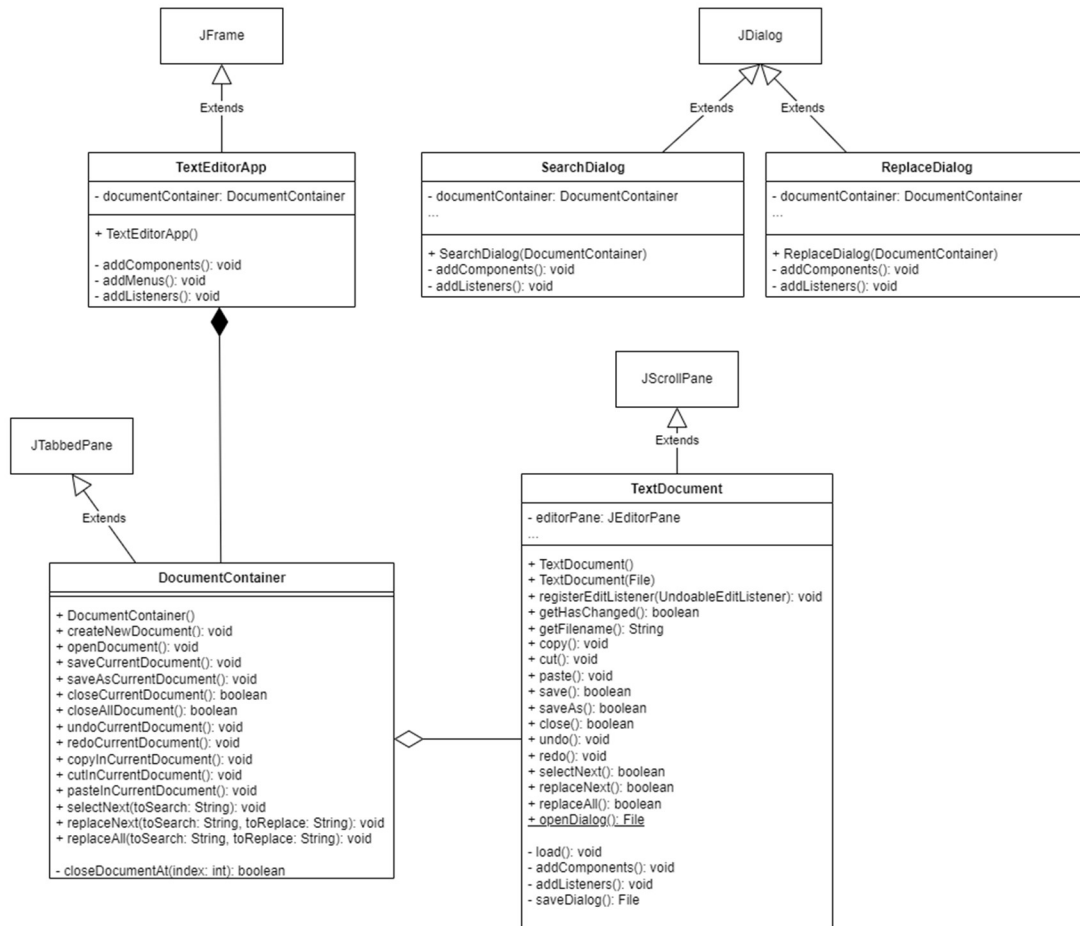 JFrame
JDialog
Extends
Extends
Extends
TextEditorApp
- documentContainer: DocumentContainer
+ TextEditorApp()
- addComponents(): void
- addMenus(): void
- addListeners(): void
SearchDialog
- documentContainer: DocumentContainer
...
+ SearchDialog(DocumentContainer)
- addComponents(): void
- addListeners(): void
ReplaceDialog
- documentContainer: DocumentContainer
...
+ ReplaceDialog(DocumentContainer)
- addComponents(): void
- addListeners(): void
JScrollPane
Extends
JTabbedPane
Extends
TextDocument
- editorPane: JEditorPane
...
+ TextDocument()
+ TextDocument(File)
+ registerEditListener(UndoableEditListener): void
+ getHasChanged(): boolean
+ getFilename(): String
+ copy(): void
+ cut(): void
+ paste(): void
+ save(): boolean
+ saveAs(): boolean
+ close(): boolean
+ undo(): void
+ redo(): void
+ selectNext(): boolean
+ replaceNext(): boolean
+ replaceAll(): boolean
+ openDialog(): File
- load(): void
- addComponents(): void
- addListeners(): void
- saveDialog(): File
DocumentContainer
+ DocumentContainer()
+ createNewDocument(): void
+ openDocument(): void
+ saveCurrentDocument(): void
+ saveAsCurrentDocument(): void
+ closeCurrentDocument(): boolean
+ closeAllDocument(): boolean
+ undoCurrentDocument(): void
+ redoCurrentDocument(): void
+ copyInCurrentDocument(): void
+ cutInCurrentDocument(): void
+ pasteInCurrentDocument(): void
+ selectNext(toSearch: String): void
+ replaceNext(toSearch: String, toReplace: String): void
+ replaceAll(toSearch: String, toReplace: String): void
- closeDocumentAt(index: int): boolean